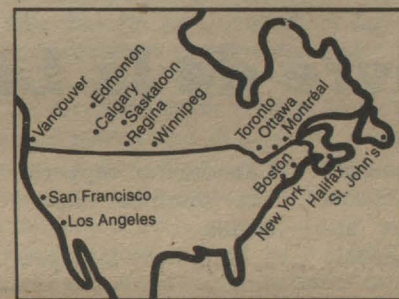 Vancouver
Edmonton
Calgary
Saskatoon
Regina
Winnipeg
Toronto
Ottawa
Montréal
Boston
New York
Halifax
St. John's
San Francisco
Los Angeles